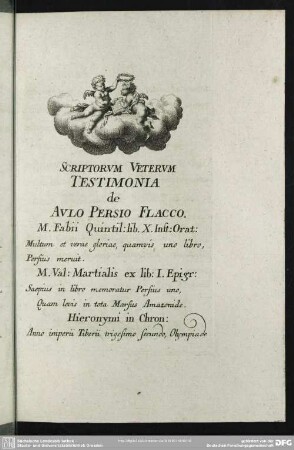 SCRIPTORVM VETERVM
TESTIMONIA
de
AVLO PERSIO FLACCO.
M. Fabii Quintil: lib. X. Inst: Orat:
Multum et verae gloriae, quamvis, uno libro,
Persius meruit.
M. Val: Martialis ex lib: I. Epigr:
Saepius in libro memoratur Persius uno,
Quam levis in tota Marsus Amazonide.
Hieronymi in Chron:
Anno imperii Tiberii trigesimo secundo, Olympiade